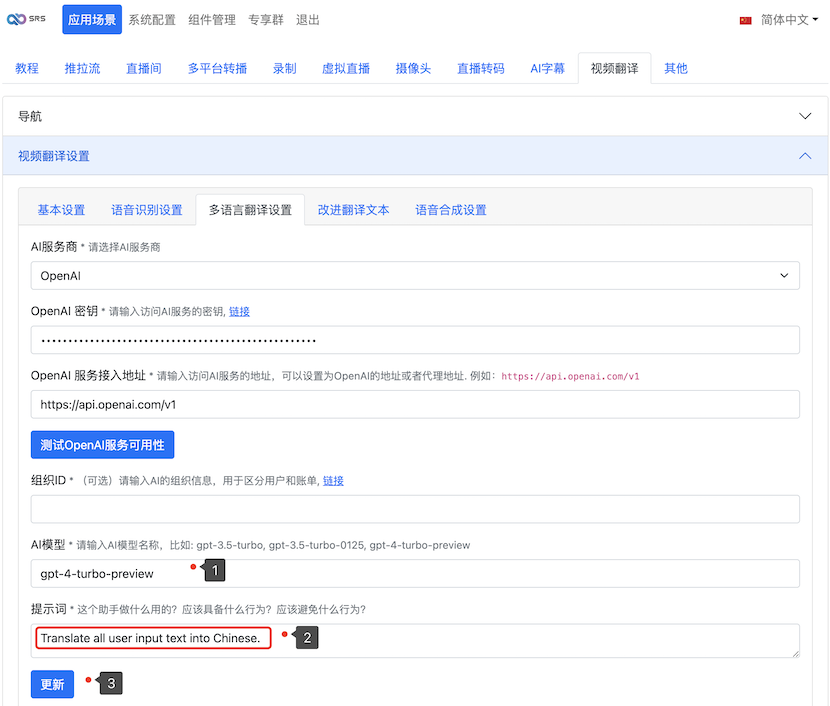 SRS 应用场景 系统配置 组件管理 专享群 退出 简体中文
教程 推拉流 直播间 多平台转播 录制 虚拟直播 摄像头 直播转码 AI字幕 视频翻译 其他
导航
视频翻译设置
基本设置 语音识别设置 多语言翻译设置 改进翻译文本 语音合成设置
AI服务商 * 请选择AI服务商
OpenAI
OpenAI 密钥 * 请输入访问AI服务的密钥, 链接
••••••••••••••••••••••••••••••••••••••••••••••••••• 
OpenAI 服务接入地址 * 请输入访问AI服务的地址，可以设置为OpenAI的地址或者代理地址. 例如：https://api.openai.com/v1
https://api.openai.com/v1
测试OpenAI服务可用性
组织ID * （可选）请输入AI的组织信息，用于区分用户和账单, 链接
AI模型 * 请输入AI模型名称，比如: gpt-3.5-turbo, gpt-3.5-turbo-0125, gpt-4-turbo-preview
gpt-4-turbo-preview 1
提示词 * 这个助手做什么用的？应该具备什么行为？应该避免什么行为？
Translate all user input text into Chinese. 2
更新 3